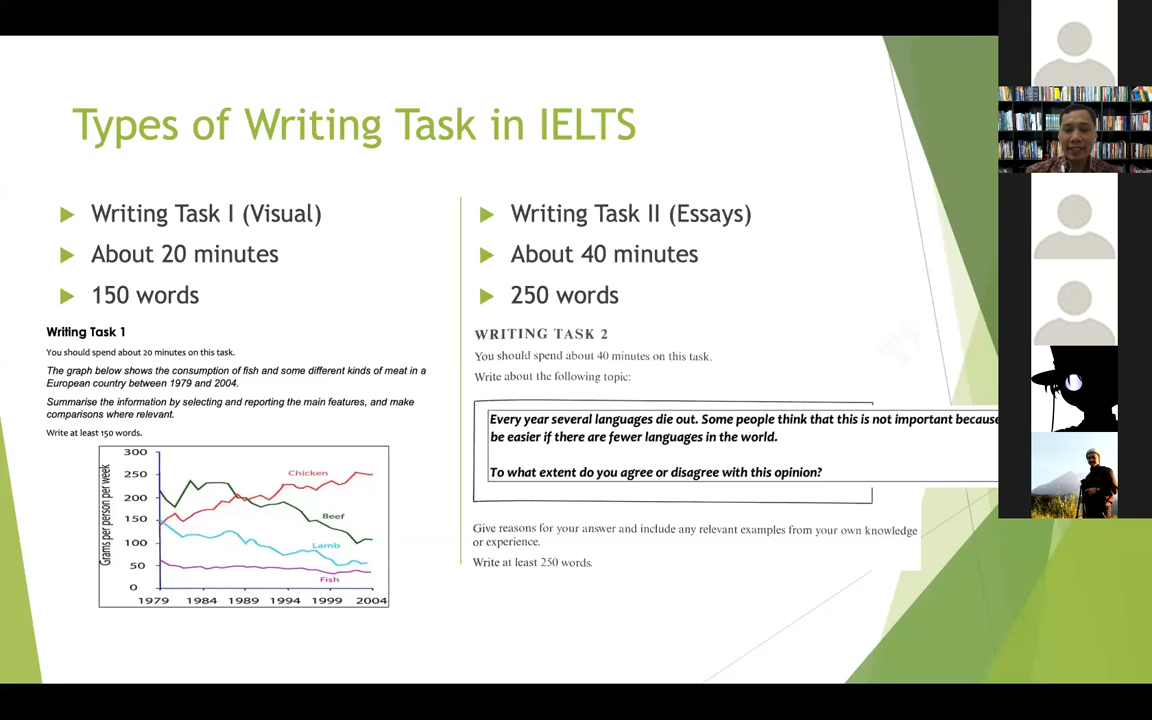 Types of Writing Task in IELTS
Writing Task I (Visual)
About 20 minutes
150 words
Writing Task 1
You should spend about 20 minutes on this task.
The graph below shows the consumption of fish and some different kinds of meat in a
European country between 1979 and 2004.
Summarise the information by selecting and reporting the main features, and make
comparisons where relevant.
Write at least 150 words.
Grams per person per week
300
250
200
150
100
50
0
Chicken
Beef
Lamb
Fish
1979 1984 1989 1994 1999 2004
Writing Task II (Essays)
About 40 minutes
250 words
WRITING TASK 2
You should spend about 40 minutes on this task.
Write about the following topic:
Every year several languages die out. Some people think that this is not important because
be easier if there are fewer languages in the world.
To what extent do you agree or disagree with this opinion?
Give reasons for your answer and include any relevant examples from your own knowledge
or experience.
Write at least 250 words.